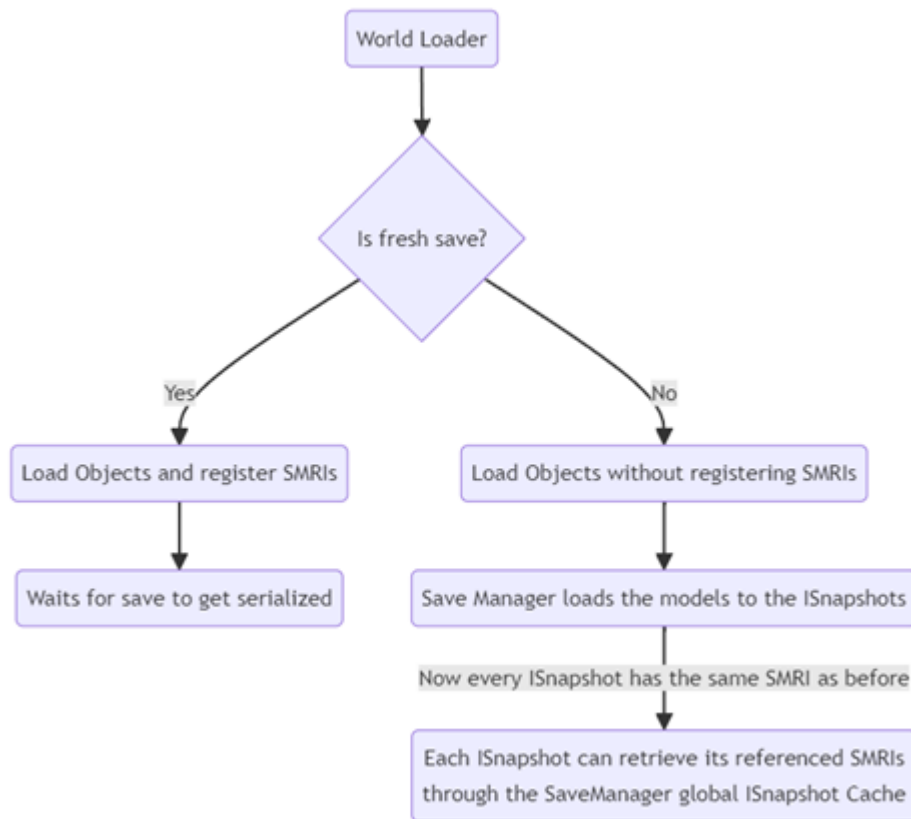 World Loader
Is fresh save?
Yes
No
Load Objects and register SMRIs
Load Objects without registering SMRIs
Waits for save to get serialized
Save Manager loads the models to the ISnapshots
Now every ISnapshot has the same SMRI as before
Each ISnapshot can retrieve its referenced SMRIs
through the SaveManager global ISnapshot Cache